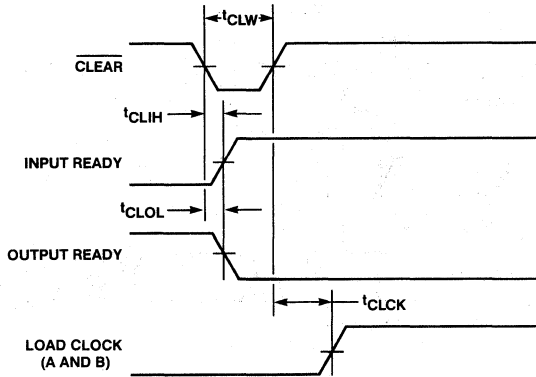 tCLW
CLEAR
tCLIH
INPUT READY
tCLOL
OUTPUT READY
tCLCK
LOAD CLOCK
(A AND B)